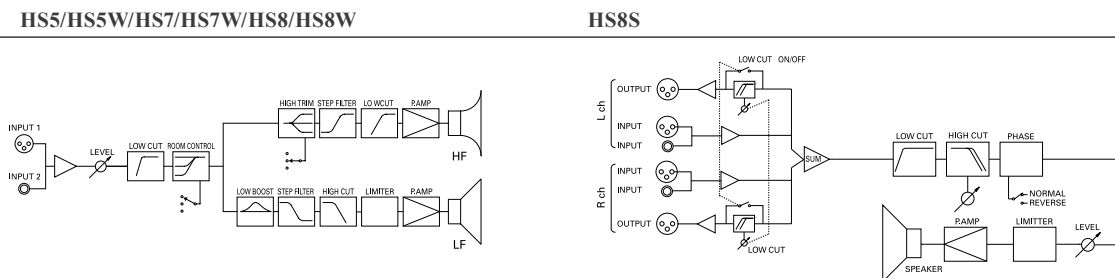 HS5/HS5W/HS7/HS7W/HS8/HS8W
INPUT 1
INPUT 2
LEVEL
LOW CUT
ROOM CONTROL
HIGH TRIM
STEP FILTER
LO WCUT
P.AMP
HF
LOW BOOST
STEP FILTER
HIGH CUT
LIMITER
P.AMP
LF
HS8S
LOW CUT ON/OFF
L ch
OUTPUT
INPUT
INPUT
R ch
INPUT
INPUT
OUTPUT
LOW CUT
SUM
LOW CUT
HIGH CUT
PHASE
NORMAL
REVERSE
SPEAKER
P.AMP
LIMITTER
LEVEL